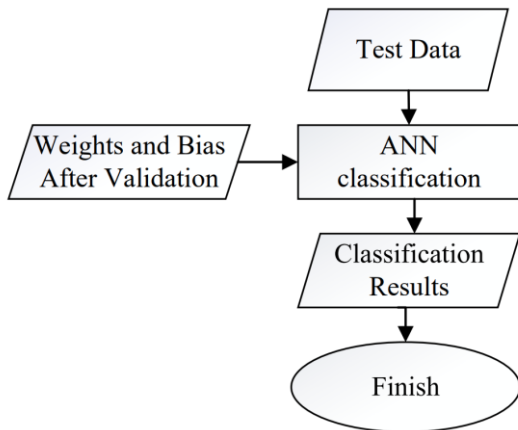 Test Data
Weights and Bias
After Validation
ANN
classification
Classification
Results
Finish